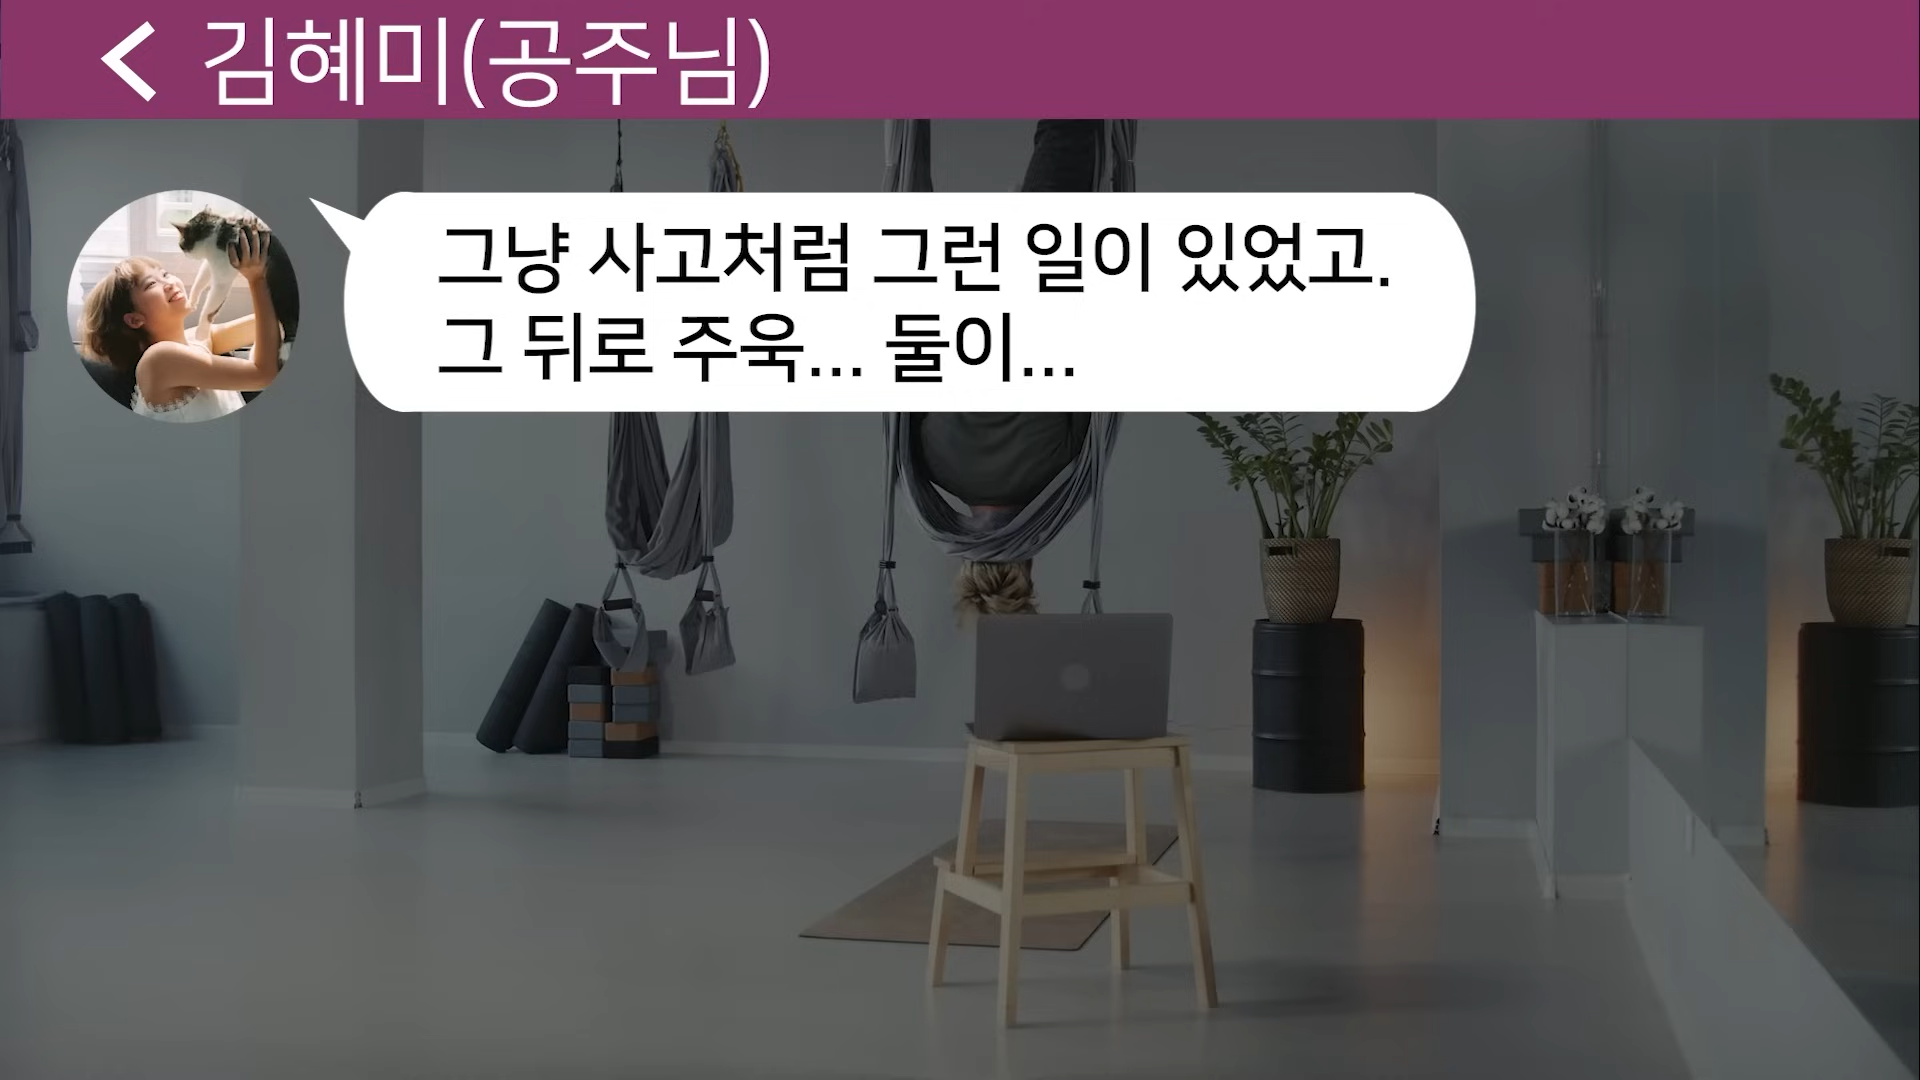 김혜미(공주님)
그냥 사고처럼 그런 일이 있었고.
그 뒤로 주욱... 둘이...